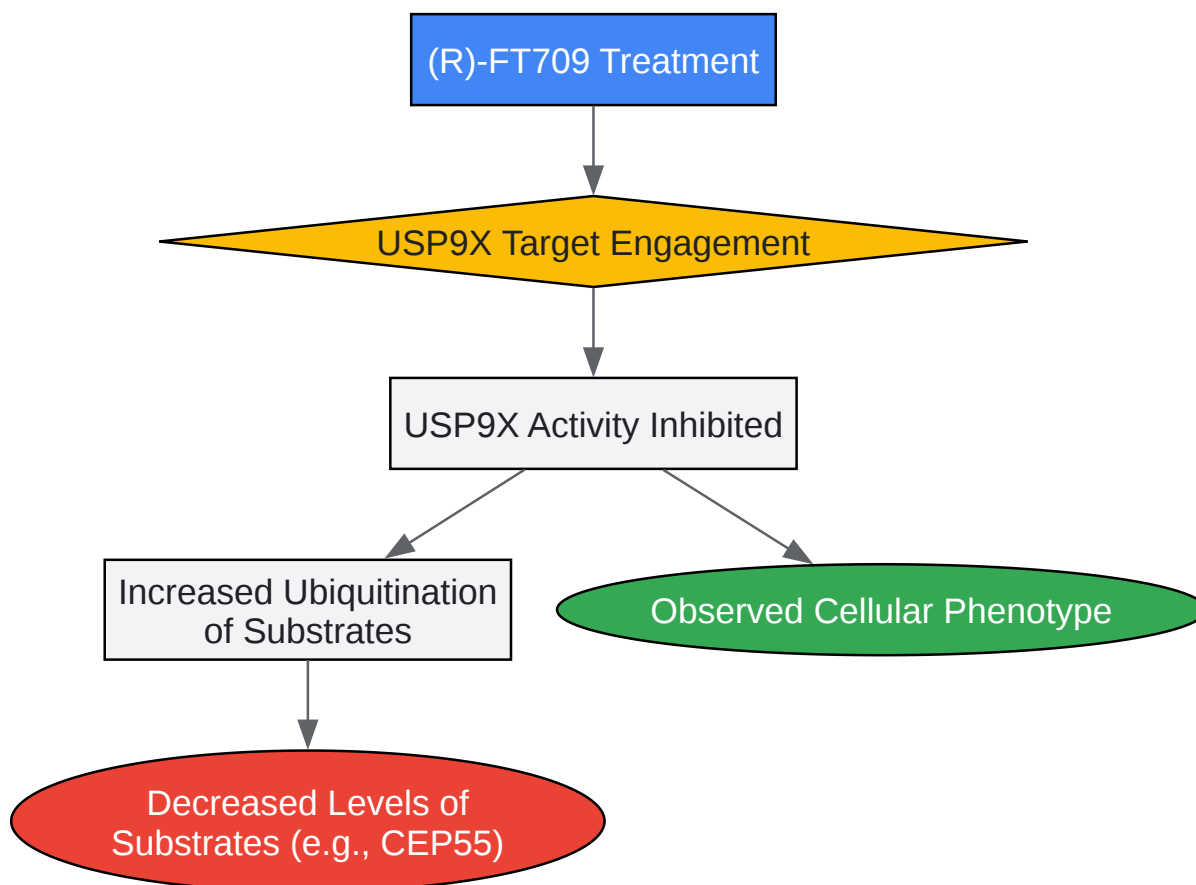 (R)-FT709 Treatment
USP9X Target Engagement
USP9X Activity Inhibited
Increased Ubiquitination
of Substrates
Observed Cellular Phenotype
Decreased Levels of
Substrates (e.g., CEP55)